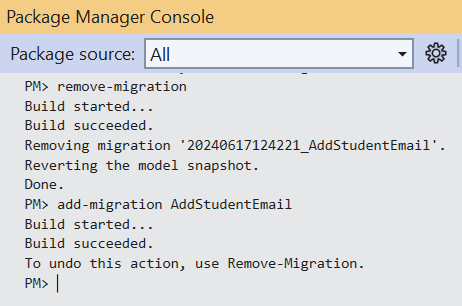 Package Manager Console
Package source: All
PM> remove-migration
Build started...
Build succeeded.
Removing migration '20240617124221_AddStudentEmail'.
Reverting the model snapshot.
Done.
PM> add-migration AddStudentEmail
Build started...
Build succeeded.
To undo this action, use Remove-Migration.
PM>